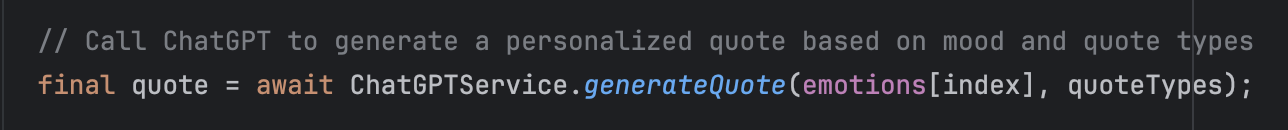 // Call ChatGPT to generate a personalized quote based on mood and quote types
final quote = await ChatGPTService.generateQuote(emotions[index], quoteTypes);